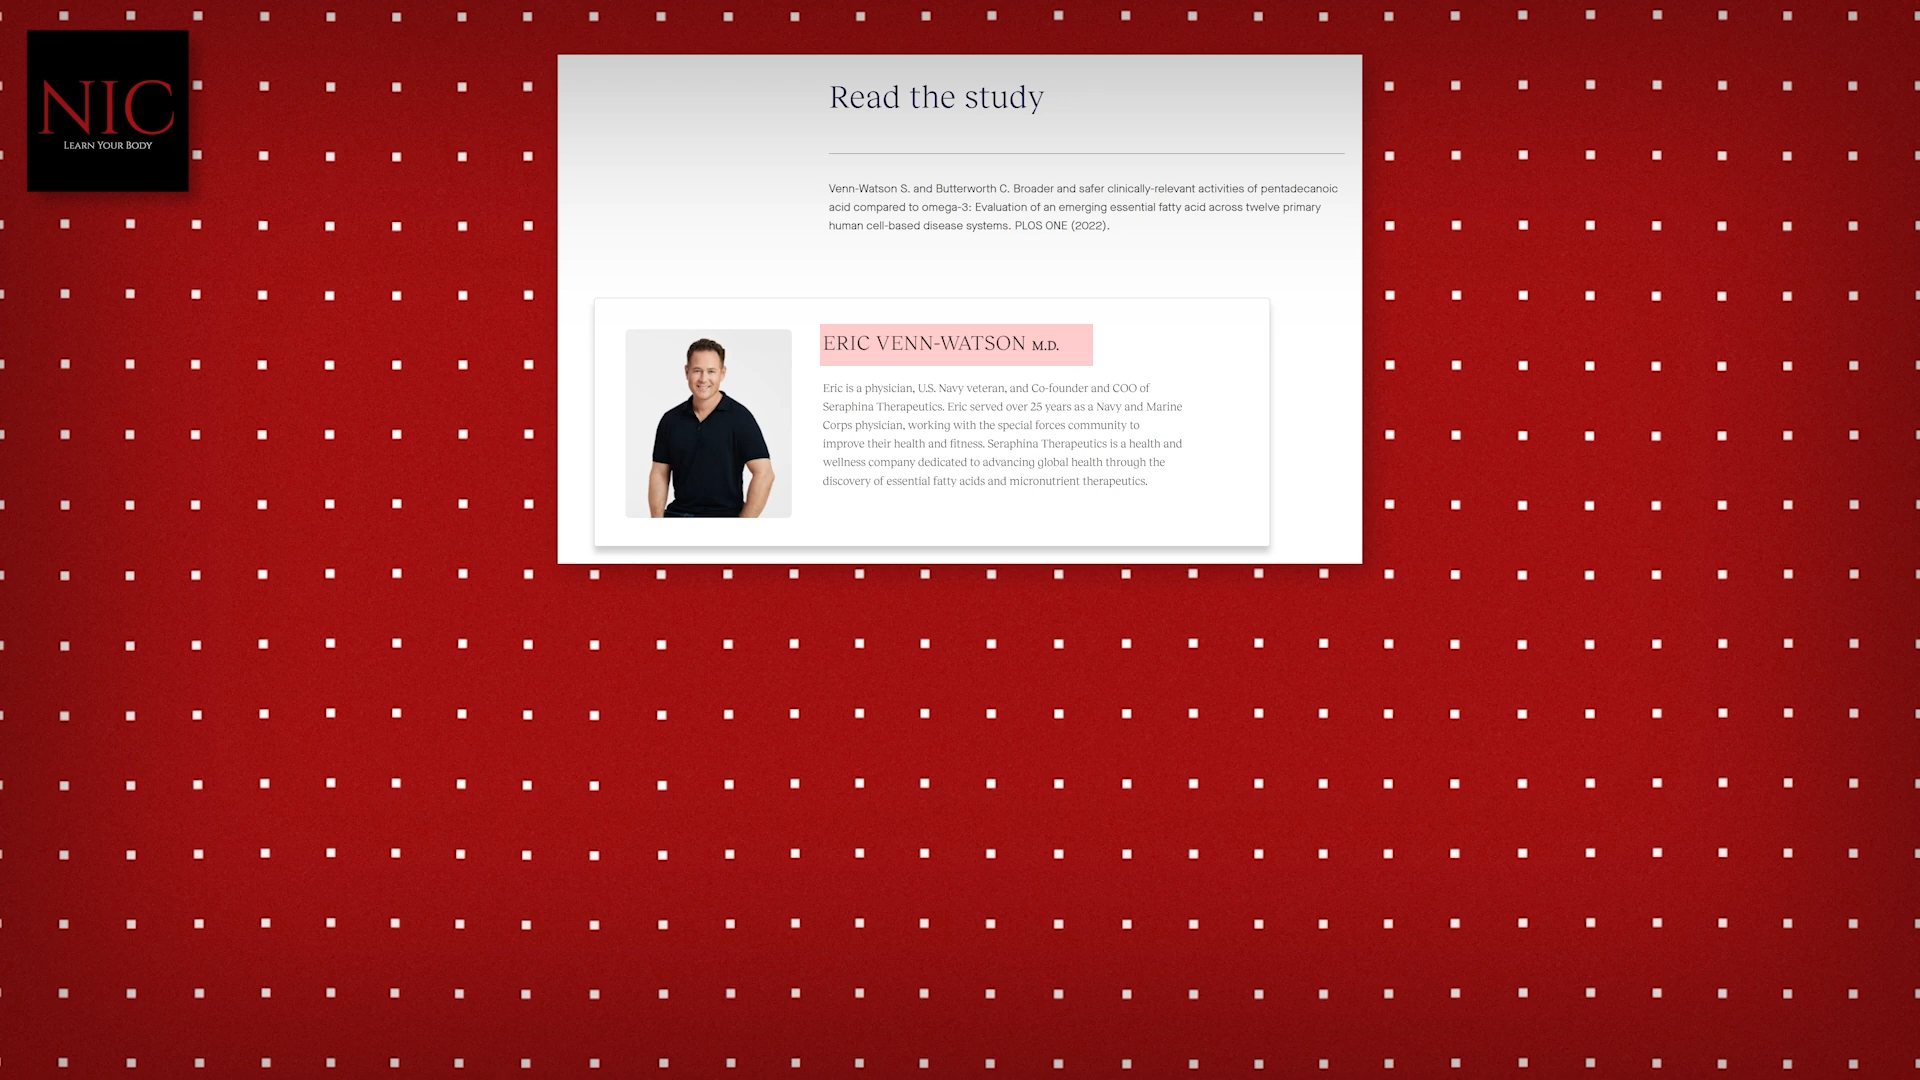 NIC
LEARN YOUR BODY
Read the study
Venn-Watson S. and Butterworth C. Broader and safer clinically-relevant activities of pentadecanoic
acid compared to omega-3: Evaluation of an emerging essential fatty acid across twelve primary
human cell-based disease systems. PLOS ONE (2022).
ERIC VENN-WATSON M.D.
Eric is a physician, U.S. Navy veteran, and Co-founder and COO of
Seraphina Therapeutics. Eric served over 25 years as a Navy and Marine
Corps physician, working with the special forces community to
improve their health and fitness. Seraphina Therapeutics is a health and
wellness company dedicated to advancing global health through the
discovery of essential fatty acids and micronutrient therapeutics.